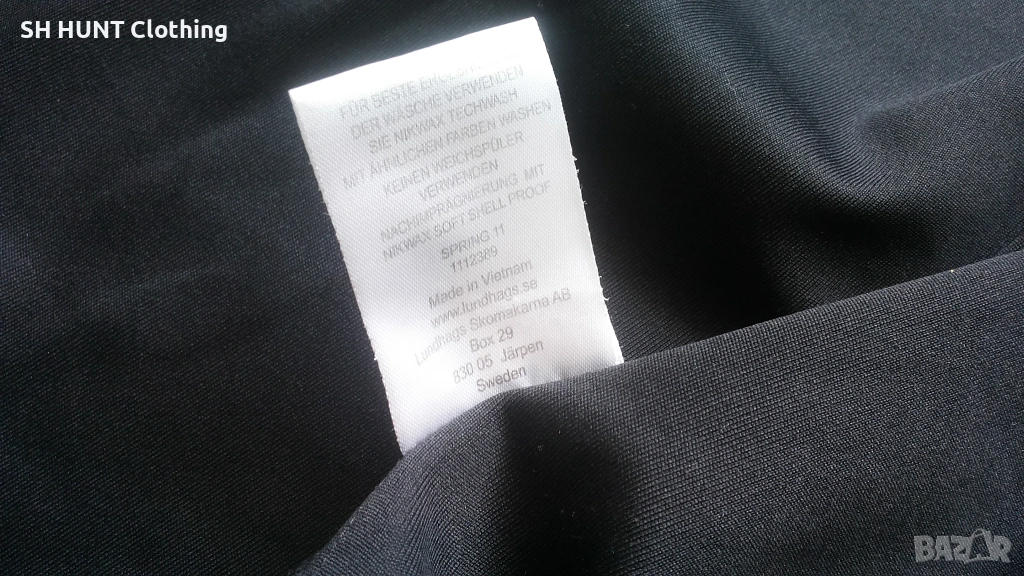 SH HUNT Clothing
FÜR BESTE
DER WÄSCHE VERWENDEN
SIE NIKWAX TECHWASH
MIT ÄHNLICHEN FARBEN WASHEN
KEINEN WEICHSPÜLER
VERWENDEN
NACHIMPRÄGNIERUNG MIT
NIKWAX SOFT SHELL PROOF
SPRING 11
1112389
Made in Vietnam
www.lundhags.se
Lundhags Skomakarna AB
Box 29
830 05 Järpen
Sweden
BAZAR